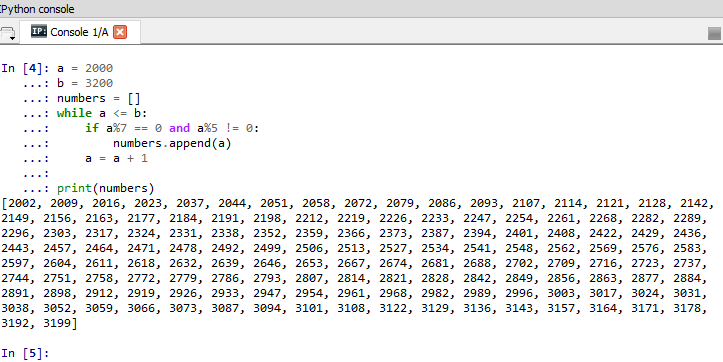 IPython console
IP: Console 1/A
In [4]: a = 2000
   ...: b = 3200
   ...: numbers = []
   ...: while a <= b:
   ...:     if a%7 == 0 and a%5 != 0:
   ...:         numbers.append(a)
   ...:     a = a + 1
   ...:
   ...: print(numbers)
[2002, 2009, 2016, 2023, 2037, 2044, 2051, 2058, 2072, 2079, 2086, 2093, 2107, 2114, 2121, 2128, 2142,
2149, 2156, 2163, 2177, 2184, 2191, 2198, 2212, 2219, 2226, 2233, 2247, 2254, 2261, 2268, 2282, 2289,
2296, 2303, 2317, 2324, 2331, 2338, 2352, 2359, 2366, 2373, 2387, 2394, 2401, 2408, 2422, 2429, 2436,
2443, 2457, 2464, 2471, 2478, 2492, 2499, 2506, 2513, 2527, 2534, 2541, 2548, 2562, 2569, 2576, 2583,
2597, 2604, 2611, 2618, 2632, 2639, 2646, 2653, 2667, 2674, 2681, 2688, 2702, 2709, 2716, 2723, 2737,
2744, 2751, 2758, 2772, 2779, 2786, 2793, 2807, 2814, 2821, 2828, 2842, 2849, 2856, 2863, 2877, 2884,
2891, 2898, 2912, 2919, 2926, 2933, 2947, 2954, 2961, 2968, 2982, 2989, 2996, 3003, 3017, 3024, 3031,
3038, 3052, 3059, 3066, 3073, 3087, 3094, 3101, 3108, 3122, 3129, 3136, 3143, 3157, 3164, 3171, 3178,
3192, 3199]
In [5]: